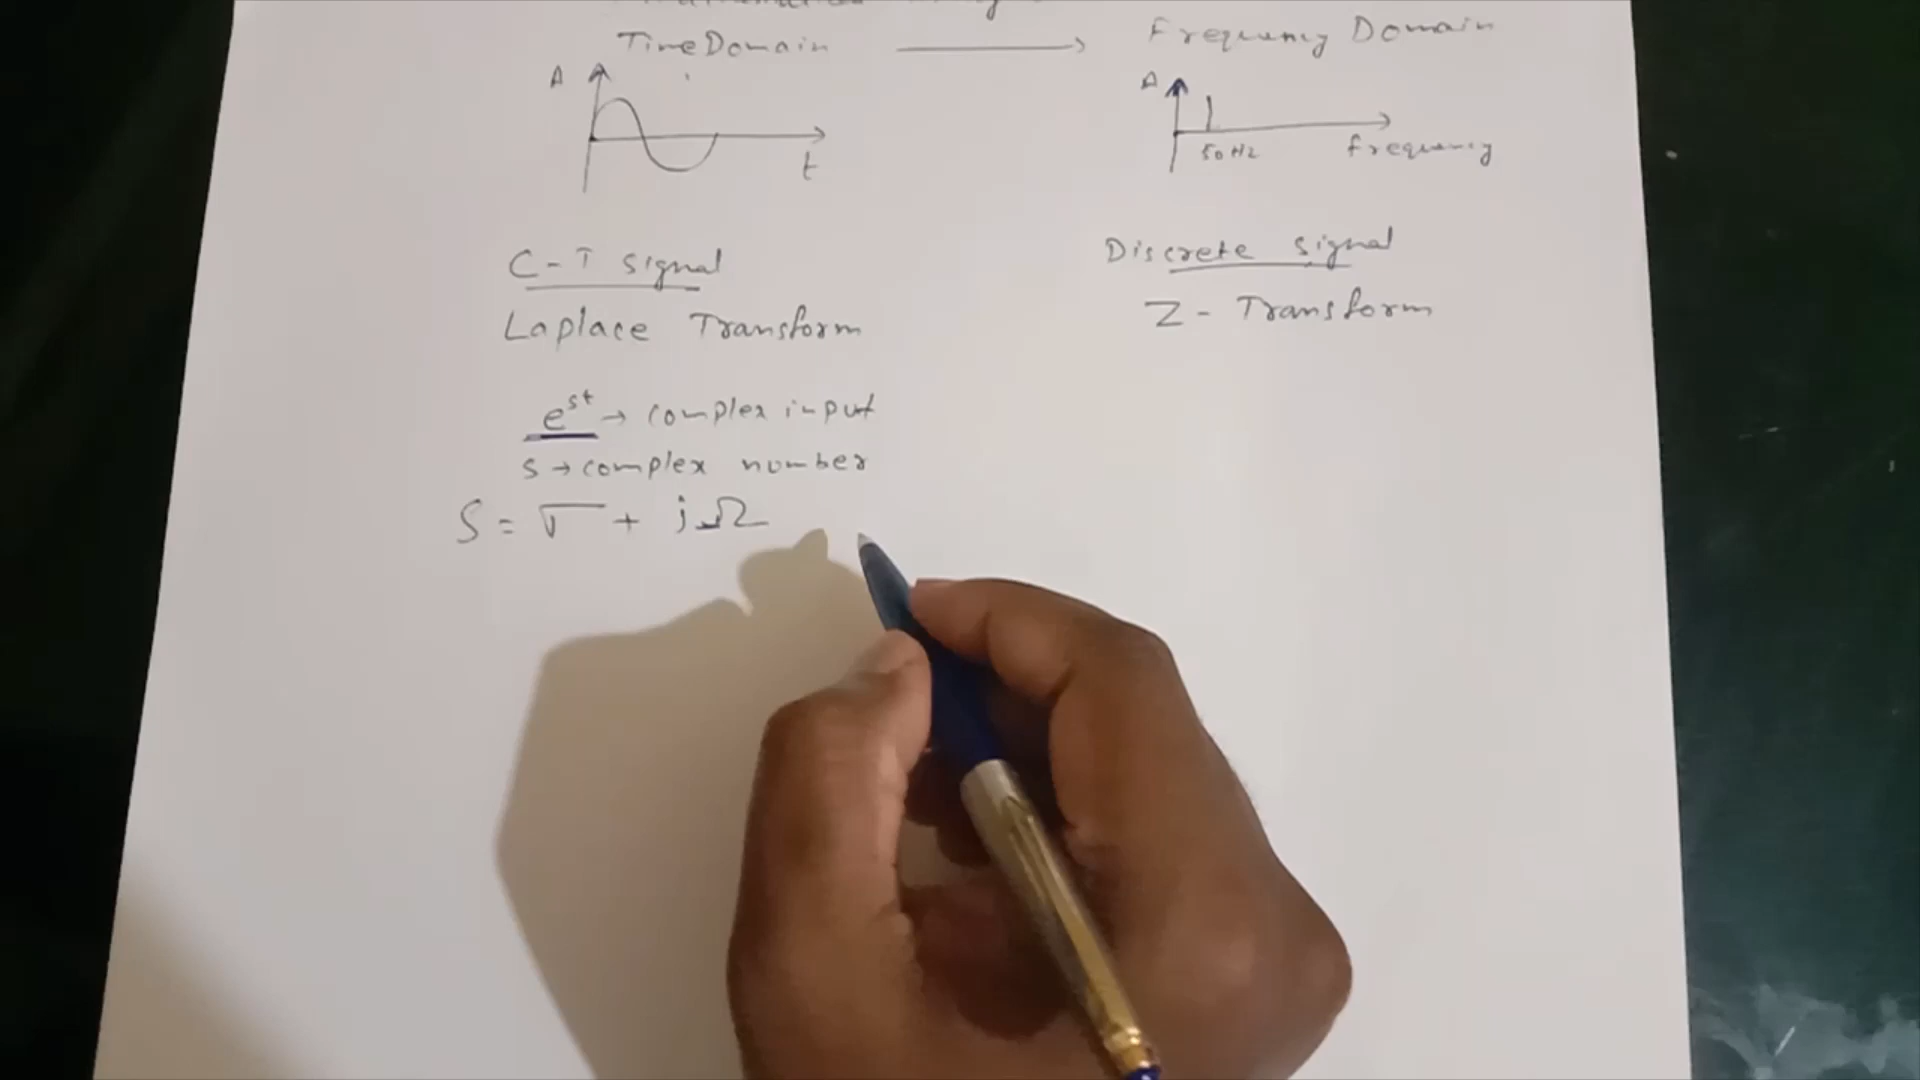 Time Domain → Frequency Domain
A
t
A
50 Hz
frequency
C-T signal
Laplace Transform
Discrete signal
Z - Transform
e^st → complex input
s → complex number
S = σ + jΩ